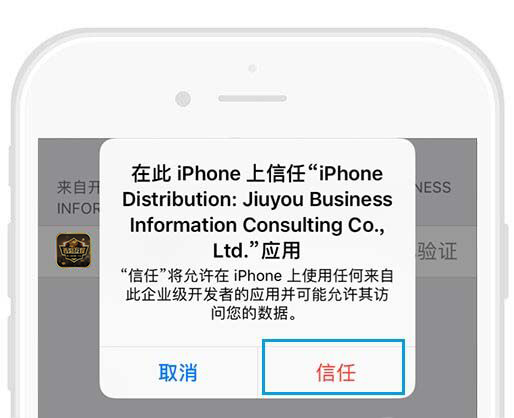 在此 iPhone 上信任“iPhone
Distribution: Jiuyou Business
Information Consulting Co.,
Ltd.”应用
“信任”将允许在 iPhone 上使用任何来自
此企业级开发者的应用并可能允许其访
问您的数据。
取消
信任
来自开
NESS
INFOR
验证